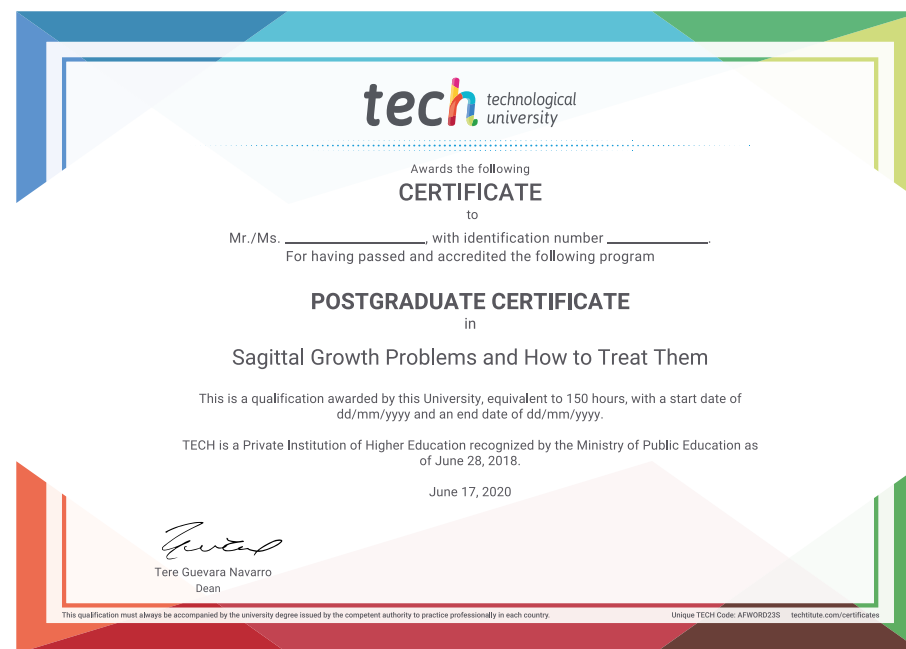 tech technological
university
Awards the following
CERTIFICATE
to
Mr./Ms. ____________________, with identification number ______________.
For having passed and accredited the following program
POSTGRADUATE CERTIFICATE
in
Sagittal Growth Problems and How to Treat Them
This is a qualification awarded by this University, equivalent to 150 hours, with a start date of
dd/mm/yyyy and an end date of dd/mm/yyyy.
TECH is a Private Institution of Higher Education recognized by the Ministry of Public Education as
of June 28, 2018.
June 17, 2020
Tere Guevara Navarro
Dean
This qualification must always be accompanied by the university degree issued by the competent authority to practice professionally in each country.
Unique TECH Code: AFWORD23S techtitute.com/certificates